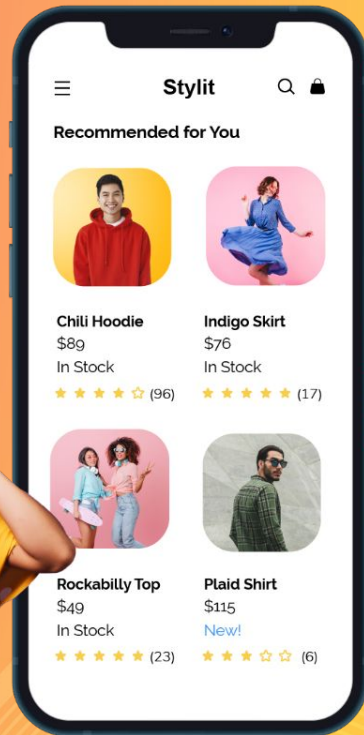 Stylit
Recommended for You
Chili Hoodie
$89
In Stock
(96)
Indigo Skirt
$76
In Stock
(17)
Rockabilly Top
$49
In Stock
(23)
Plaid Shirt
$115
New!
(6)